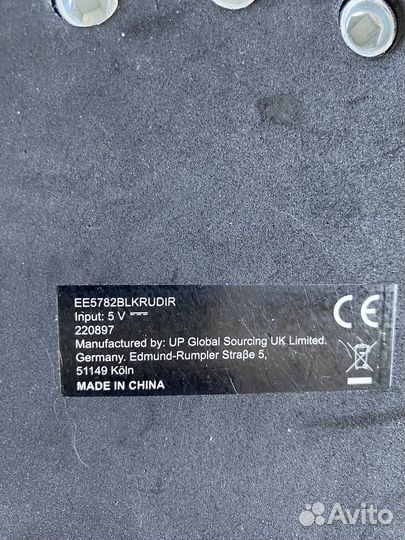 EE5782BLKRUDIR
Input: 5 V ⎓
220897
Manufactured by: UP Global Sourcing UK Limited.
Germany. Edmund-Rumpler Straße 5,
51149 Köln
MADE IN CHINA
CE
Avito